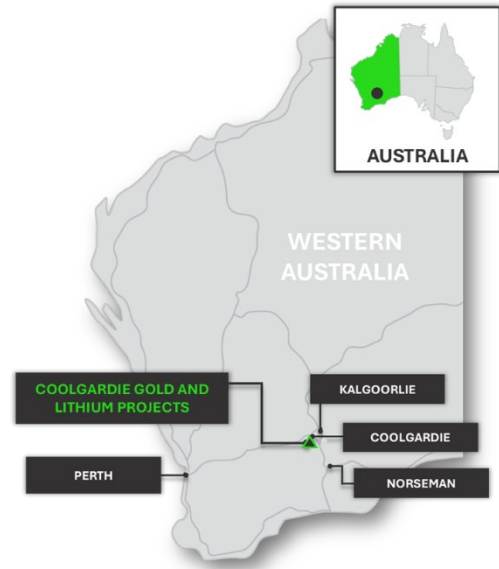 AUSTRALIA
WESTERN
AUSTRALIA
COOLGARDIE GOLD AND
LITHIUM PROJECTS
KALGOORLIE
COOLGARDIE
PERTH
NORSEMAN